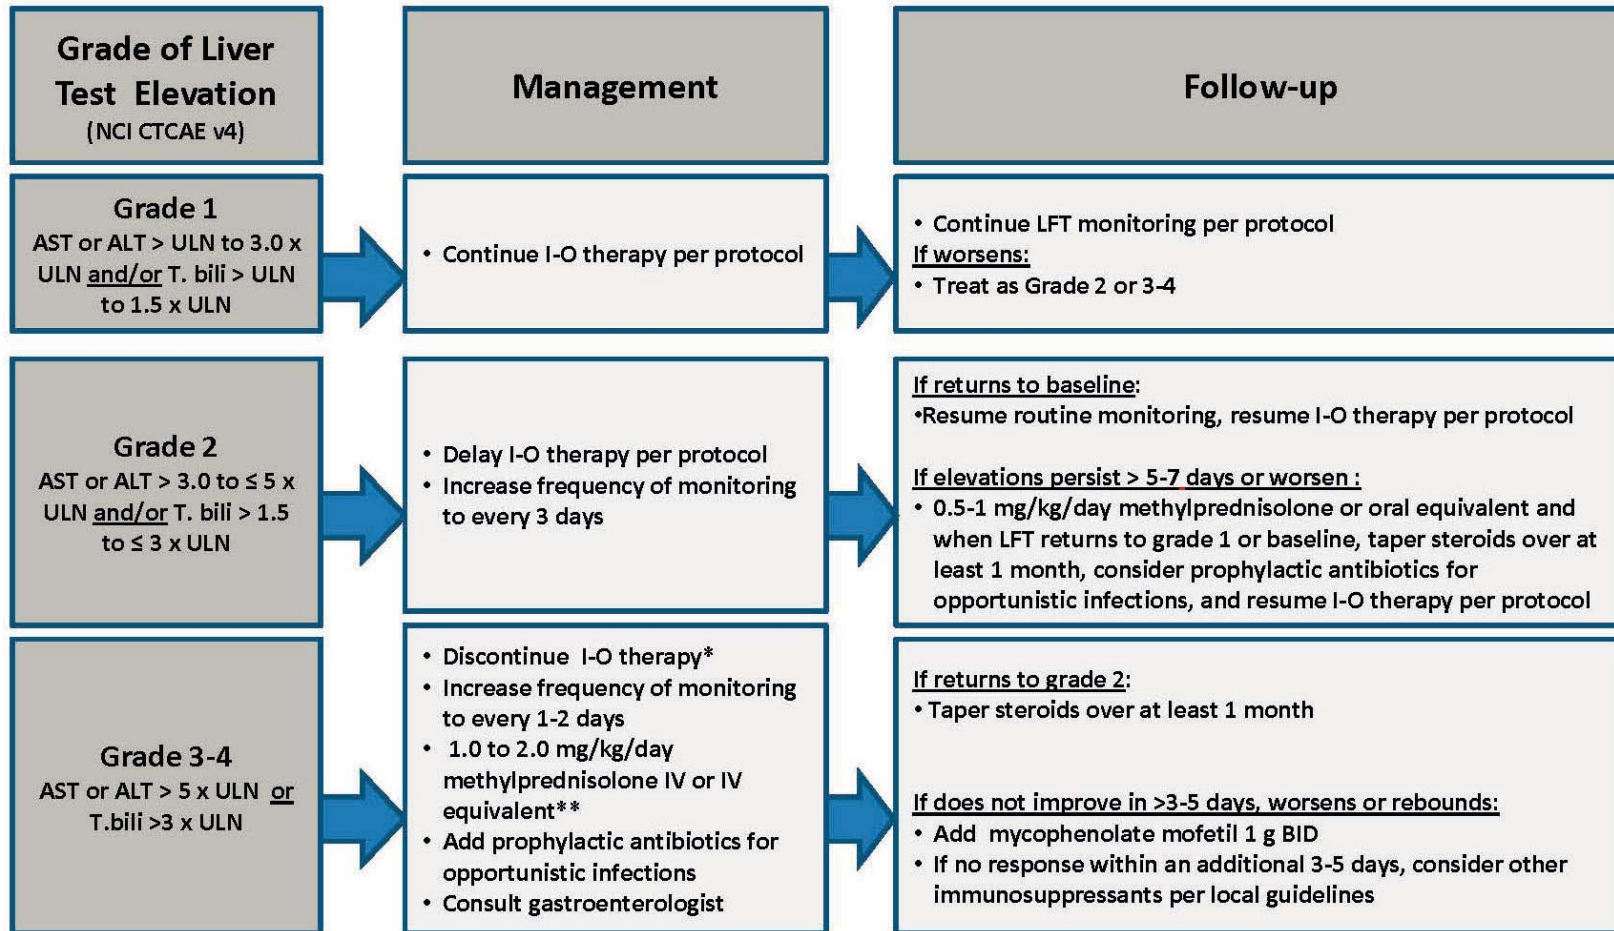 Grade of Liver
Test Elevation
(NCI CTCAE v4)
Management
Follow-up
Grade 1
AST or ALT > ULN to 3.0 x
ULN and/or T. bili > ULN
to 1.5 x ULN
• Continue I-O therapy per protocol
• Continue LFT monitoring per protocol
If worsens:
• Treat as Grade 2 or 3-4
Grade 2
AST or ALT > 3.0 to ≤ 5 x
ULN and/or T. bili > 1.5
to ≤ 3 x ULN
• Delay I-O therapy per protocol
• Increase frequency of monitoring
to every 3 days
If returns to baseline:
•Resume routine monitoring, resume I-O therapy per protocol
If elevations persist > 5-7 days or worsen :
• 0.5-1 mg/kg/day methylprednisolone or oral equivalent and
when LFT returns to grade 1 or baseline, taper steroids over at
least 1 month, consider prophylactic antibiotics for
opportunistic infections, and resume I-O therapy per protocol
Grade 3-4
AST or ALT > 5 x ULN or
T.bili >3 x ULN
• Discontinue I-O therapy*
• Increase frequency of monitoring
to every 1-2 days
• 1.0 to 2.0 mg/kg/day
methylprednisolone IV or IV
equivalent**
• Add prophylactic antibiotics for
opportunistic infections
• Consult gastroenterologist
If returns to grade 2:
• Taper steroids over at least 1 month
If does not improve in >3-5 days, worsens or rebounds:
• Add mycophenolate mofetil 1 g BID
• If no response within an additional 3-5 days, consider other
immunosuppressants per local guidelines